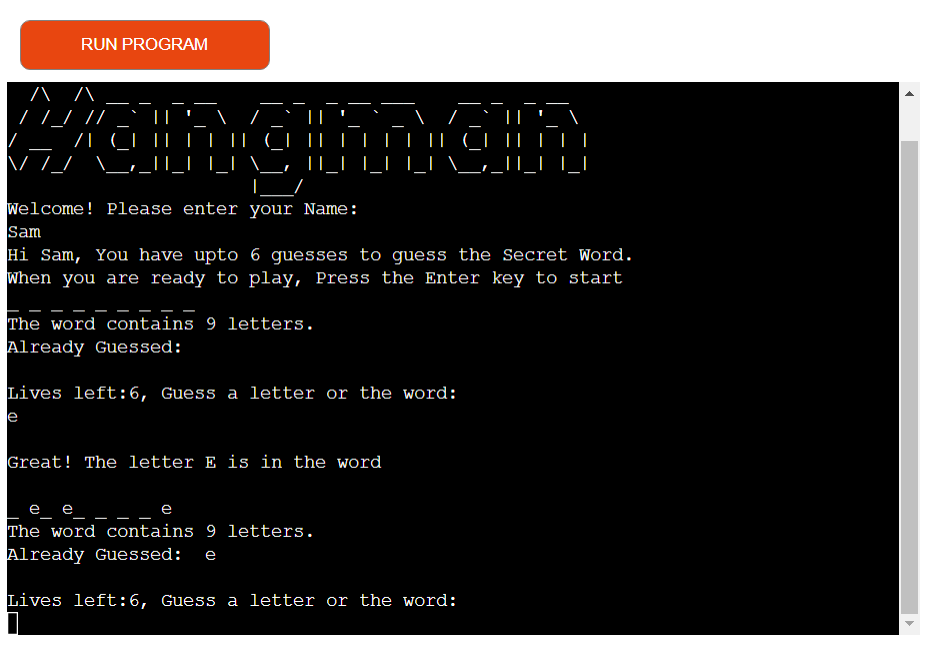 RUN PROGRAM
Hangman
Welcome! Please enter your Name:
Sam
Hi Sam, You have upto 6 guesses to guess the Secret Word.
When you are ready to play, Press the Enter key to start
_ _ _ _ _ _ _ _ _
The word contains 9 letters.
Already Guessed:
Lives left:6, Guess a letter or the word:
e
Great! The letter E is in the word
_ e_ e_ _ _ _ e
The word contains 9 letters.
Already Guessed:  e
Lives left:6, Guess a letter or the word: